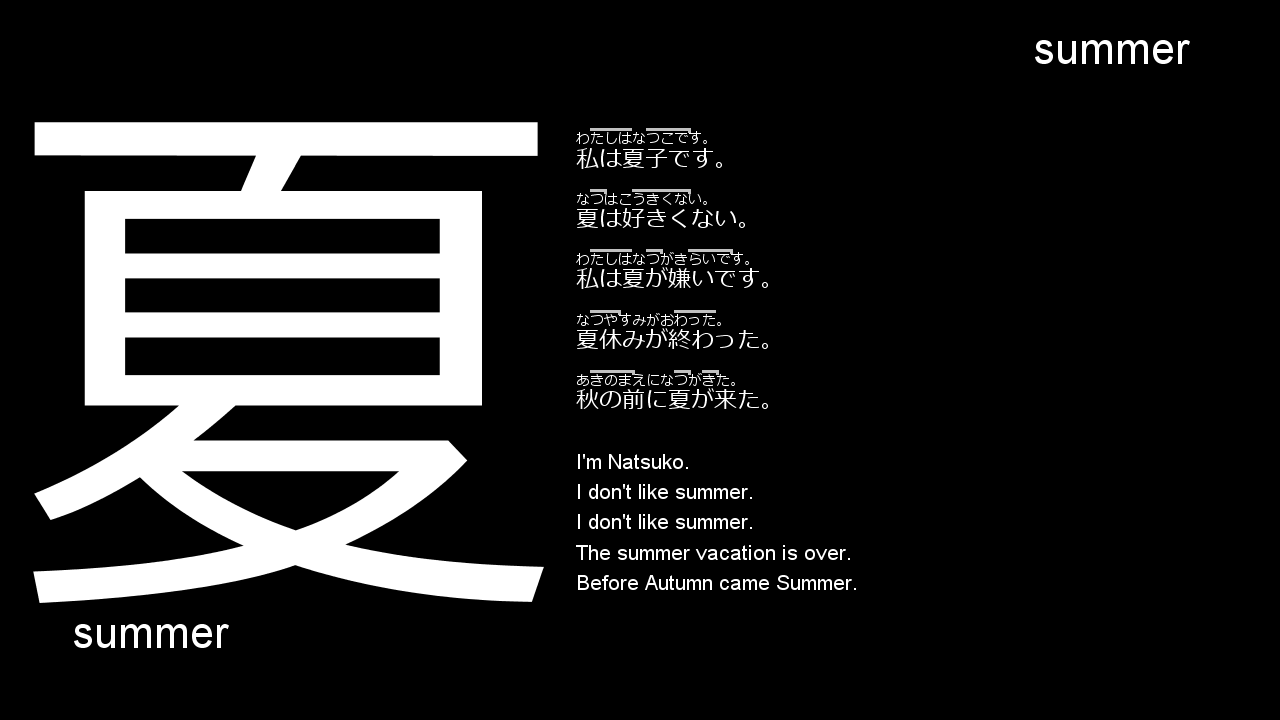 summer
夏
summer
わたしはなつこです。
私は夏子です。
なつはこうきくない。
夏は好きくない。
わたしはなつがきらいです。
私は夏が嫌いです。
なつやすみがおわった。
夏休みが終わった。
あきのまえになつがきた。
秋の前に夏が来た。
I'm Natsuko.
I don't like summer.
I don't like summer.
The summer vacation is over.
Before Autumn came Summer.